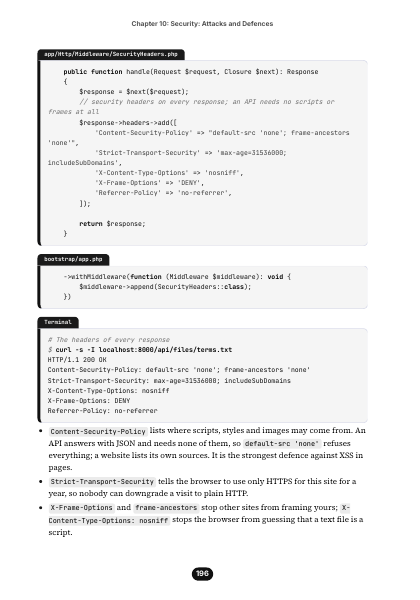 Chapter 10: Security: Attacks and Defences
app/Http/Middleware/SecurityHeaders.php
public function handle(Request $request, Closure $next): Response
{
$response = $next($request);
// security headers on every response; an API needs no scripts or
frames at all
$response->headers->add([
'Content-Security-Policy' => "default-src 'none'; frame-ancestors
'none'",
'Strict-Transport-Security' => 'max-age=31536000;
includeSubDomains',
'X-Content-Type-Options' => 'nosniff',
'X-Frame-Options' => 'DENY',
'Referrer-Policy' => 'no-referrer',
]);
return $response;
}
bootstrap/app.php
->withMiddleware(function (Middleware $middleware): void {
$middleware->append(SecurityHeaders::class);
})
Terminal
# The headers of every response
$ curl -s -I localhost:8000/api/files/terms.txt
HTTP/1.1 200 OK
Content-Security-Policy: default-src 'none'; frame-ancestors 'none'
Strict-Transport-Security: max-age=31536000; includeSubDomains
X-Content-Type-Options: nosniff
X-Frame-Options: DENY
Referrer-Policy: no-referrer
• Content-Security-Policy lists where scripts, styles and images may come from. An
API answers with JSON and needs none of them, so default-src 'none' refuses
everything; a website lists its own sources. It is the strongest defence against XSS in
pages.
• Strict-Transport-Security tells the browser to use only HTTPS for this site for a
year, so nobody can downgrade a visit to plain HTTP.
• X-Frame-Options and frame-ancestors stop other sites from framing yours; X-
Content-Type-Options: nosniff stops the browser from guessing that a text file is a
script.
196